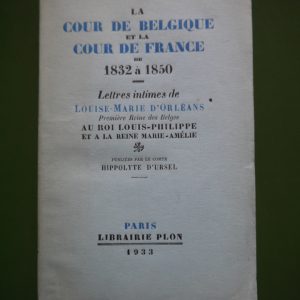 LA
COUR DE BELGIQUE
ET LA
COUR DE FRANCE
DE
1832 à 1850
Lettres intimes de
LOUISE-MARIE D'ORLÉANS
Première Reine des Belges
AU ROI LOUIS-PHILIPPE
ET A LA REINE MARIE-AMÉLIE
PUBLIÉES PAR LE COMTE
HIPPOLYTE D'URSEL
PARIS
LIBRAIRIE PLON
1933